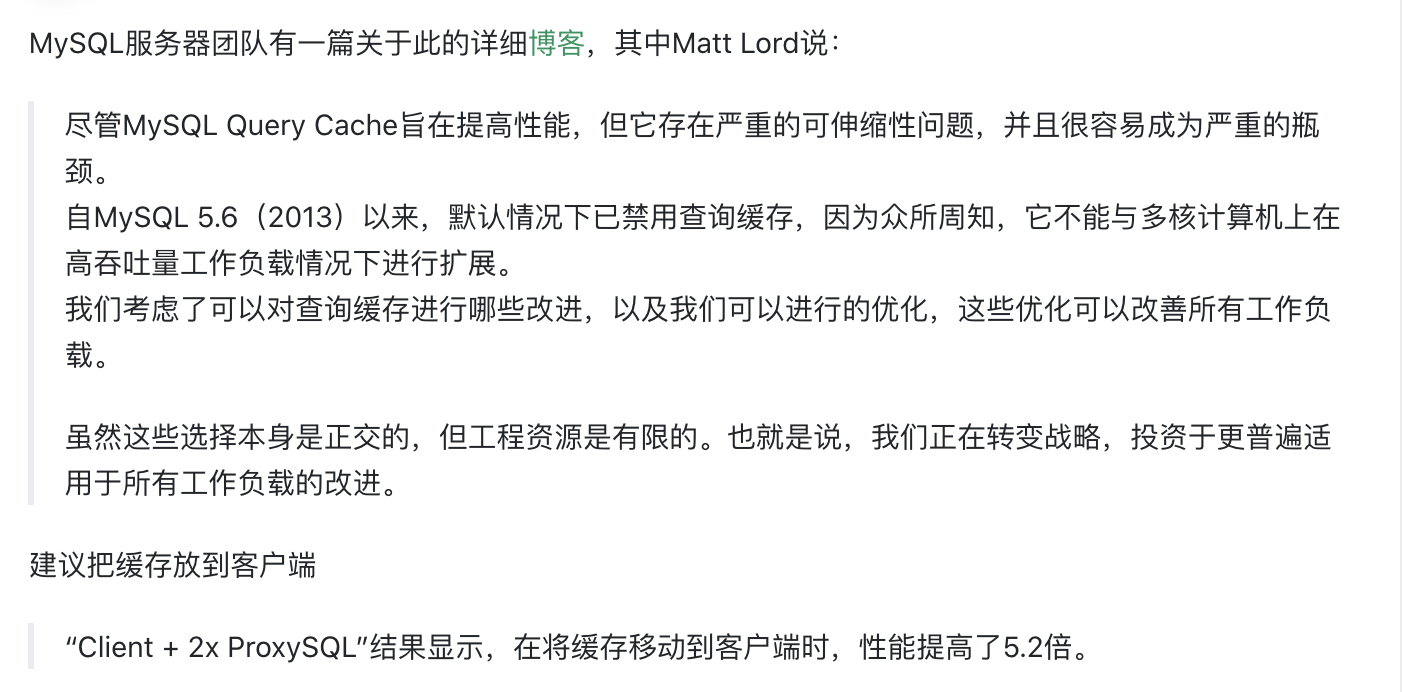 MySQL服务器团队有一篇关于此的详细博客，其中Matt Lord说：
尽管MySQL Query Cache旨在提高性能，但它存在严重的可伸缩性问题，并且很容易成为严重的瓶
颈。
自MySQL 5.6（2013）以来，默认情况下已禁用查询缓存，因为众所周知，它不能与多核计算机上在
高吞吐量工作负载情况下进行扩展。
我们考虑了可以对查询缓存进行哪些改进，以及我们可以进行的优化，这些优化可以改善所有工作负
载。
虽然这些选择本身是正交的，但工程资源是有限的。也就是说，我们正在转变战略，投资于更普遍适
用于所有工作负载的改进。
建议把缓存放到客户端
“Client + 2x ProxySQL”结果显示，在将缓存移动到客户端时，性能提高了5.2倍。